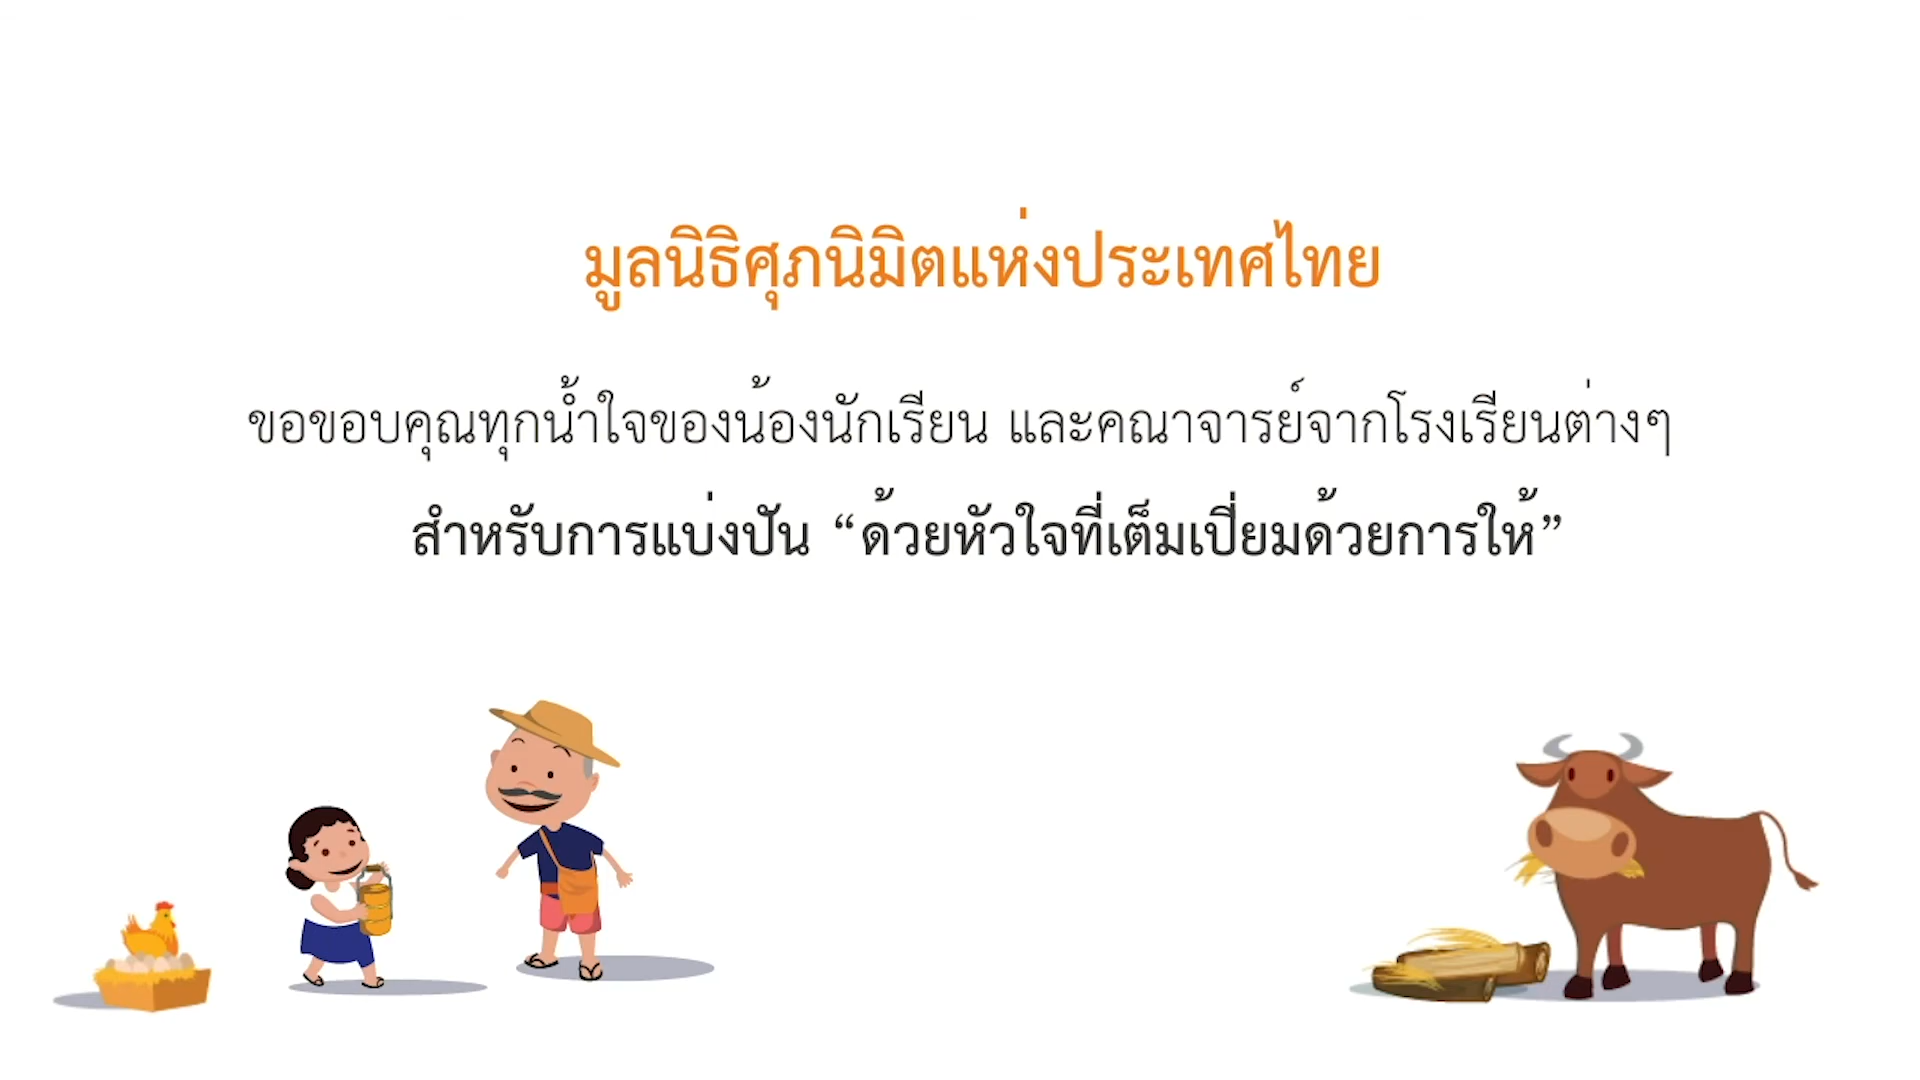 มูลนิธิศุภนิมิตแห่งประเทศไทย
ขอขอบคุณทุกน้ำใจของน้องนักเรียน และคณาจารย์จากโรงเรียนต่างๆ
สำหรับการแบ่งปัน “ด้วยหัวใจที่เต็มเปี่ยมด้วยการให้”